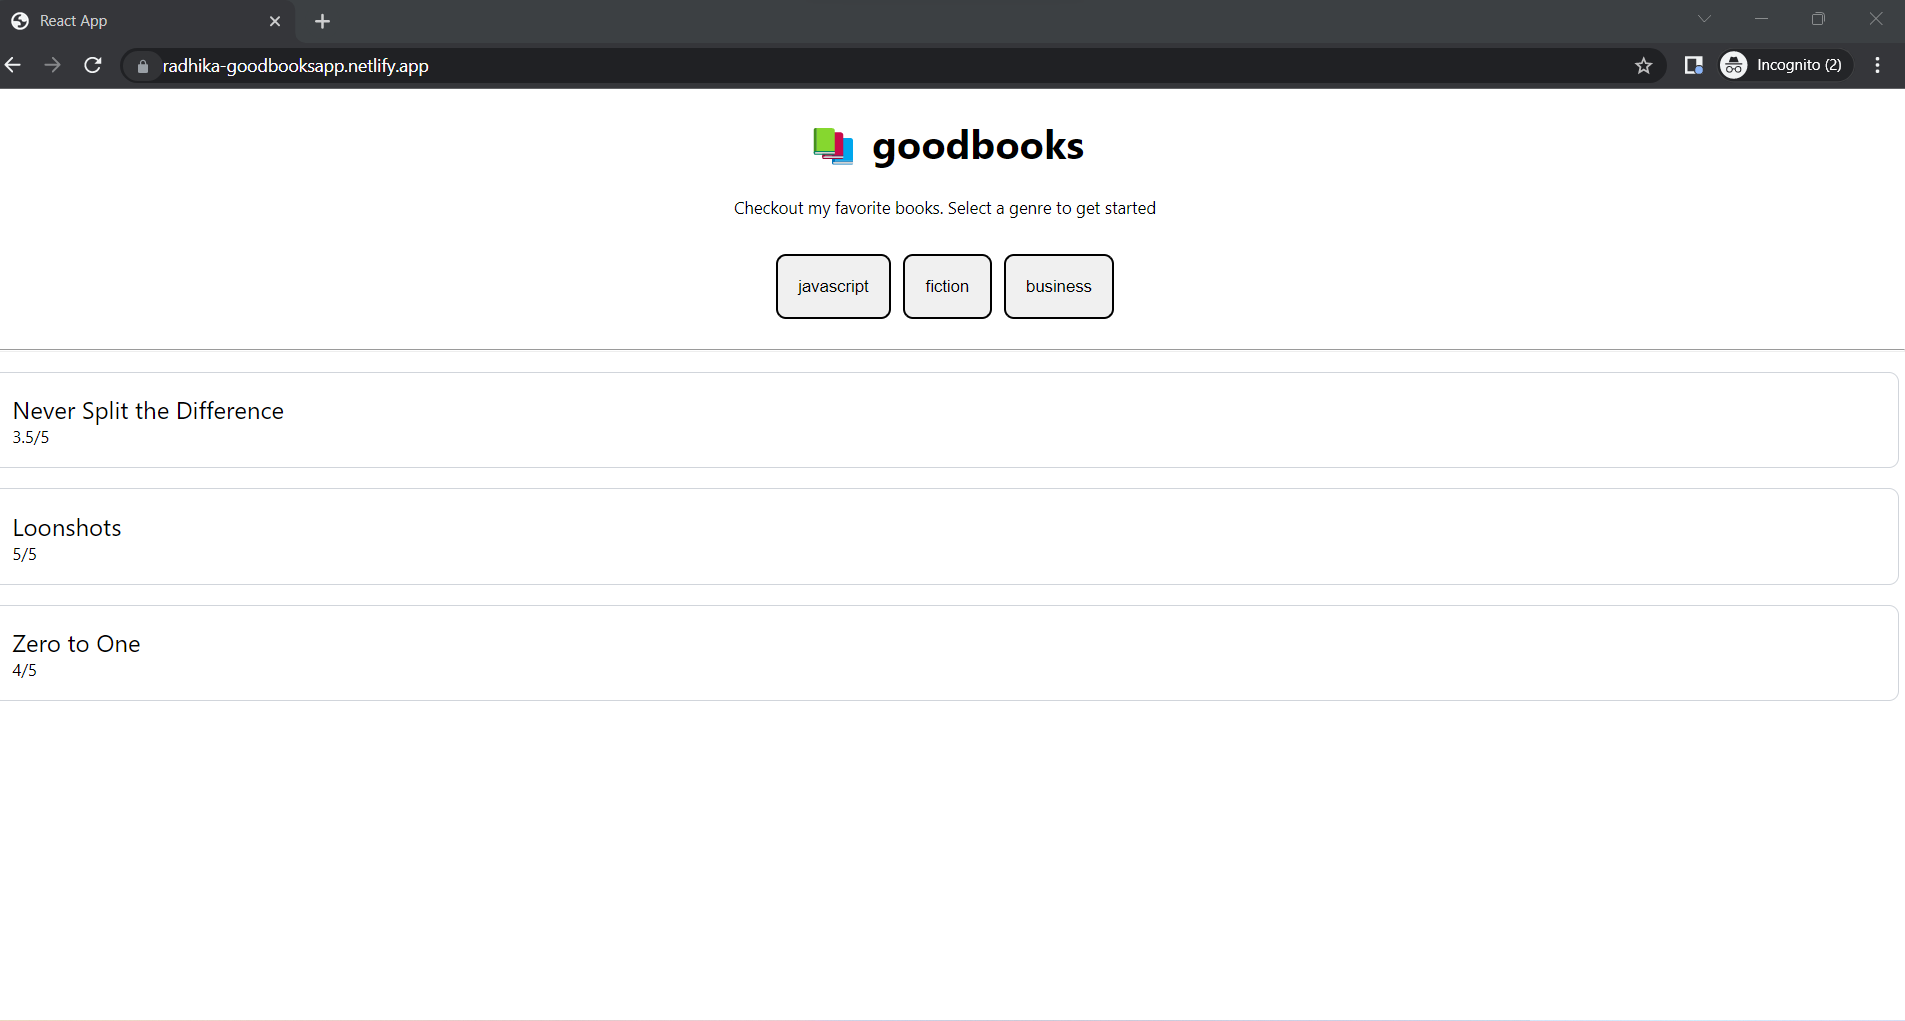 React App
radhika-goodbooksapp.netlify.app
Incognito (2)
goodbooks
Checkout my favorite books. Select a genre to get started
javascript fiction business
Never Split the Difference
3.5/5
Loonshots
5/5
Zero to One
4/5